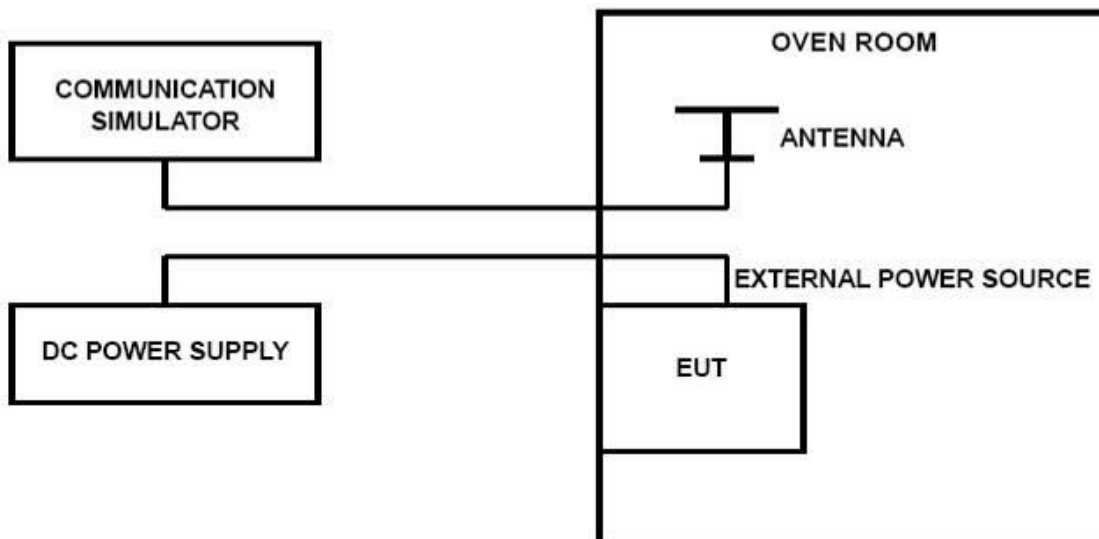 OVEN ROOM
COMMUNICATION
SIMULATOR
ANTENNA
EXTERNAL POWER SOURCE
DC POWER SUPPLY
EUT